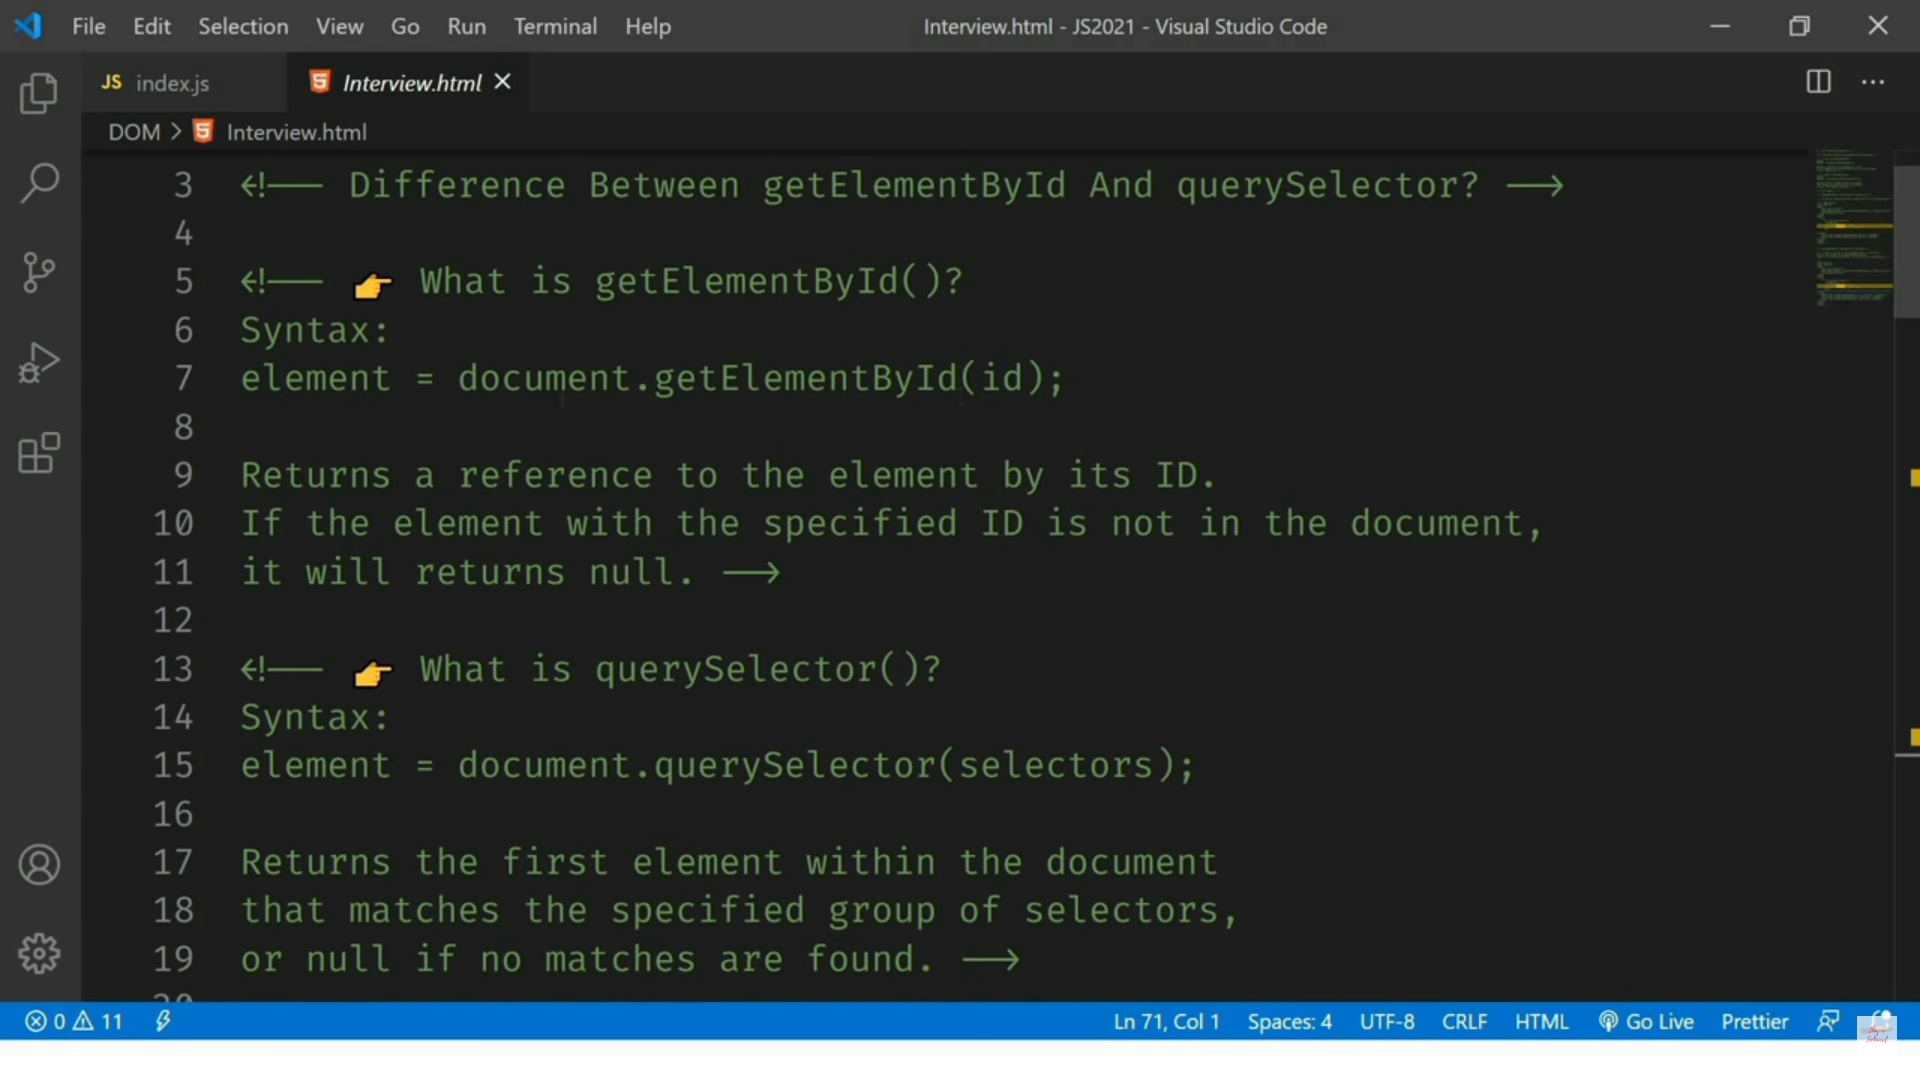 File Edit Selection View Go Run Terminal Help Interview.html - JS2021 - Visual Studio Code
JS index.js Interview.html
DOM > Interview.html
3 <!-- Difference Between getElementById And querySelector? -->
4
5 <!-- 👉 What is getElementById()?
6 Syntax:
7 element = document.getElementById(id);
8
9 Returns a reference to the element by its ID.
10 If the element with the specified ID is not in the document,
11 it will returns null. -->
12
13 <!-- 👉 What is querySelector()?
14 Syntax:
15 element = document.querySelector(selectors);
16
17 Returns the first element within the document
18 that matches the specified group of selectors,
19 or null if no matches are found. -->
20
0 11 Ln 71, Col 1 Spaces: 4 UTF-8 CRLF HTML Go Live Prettier